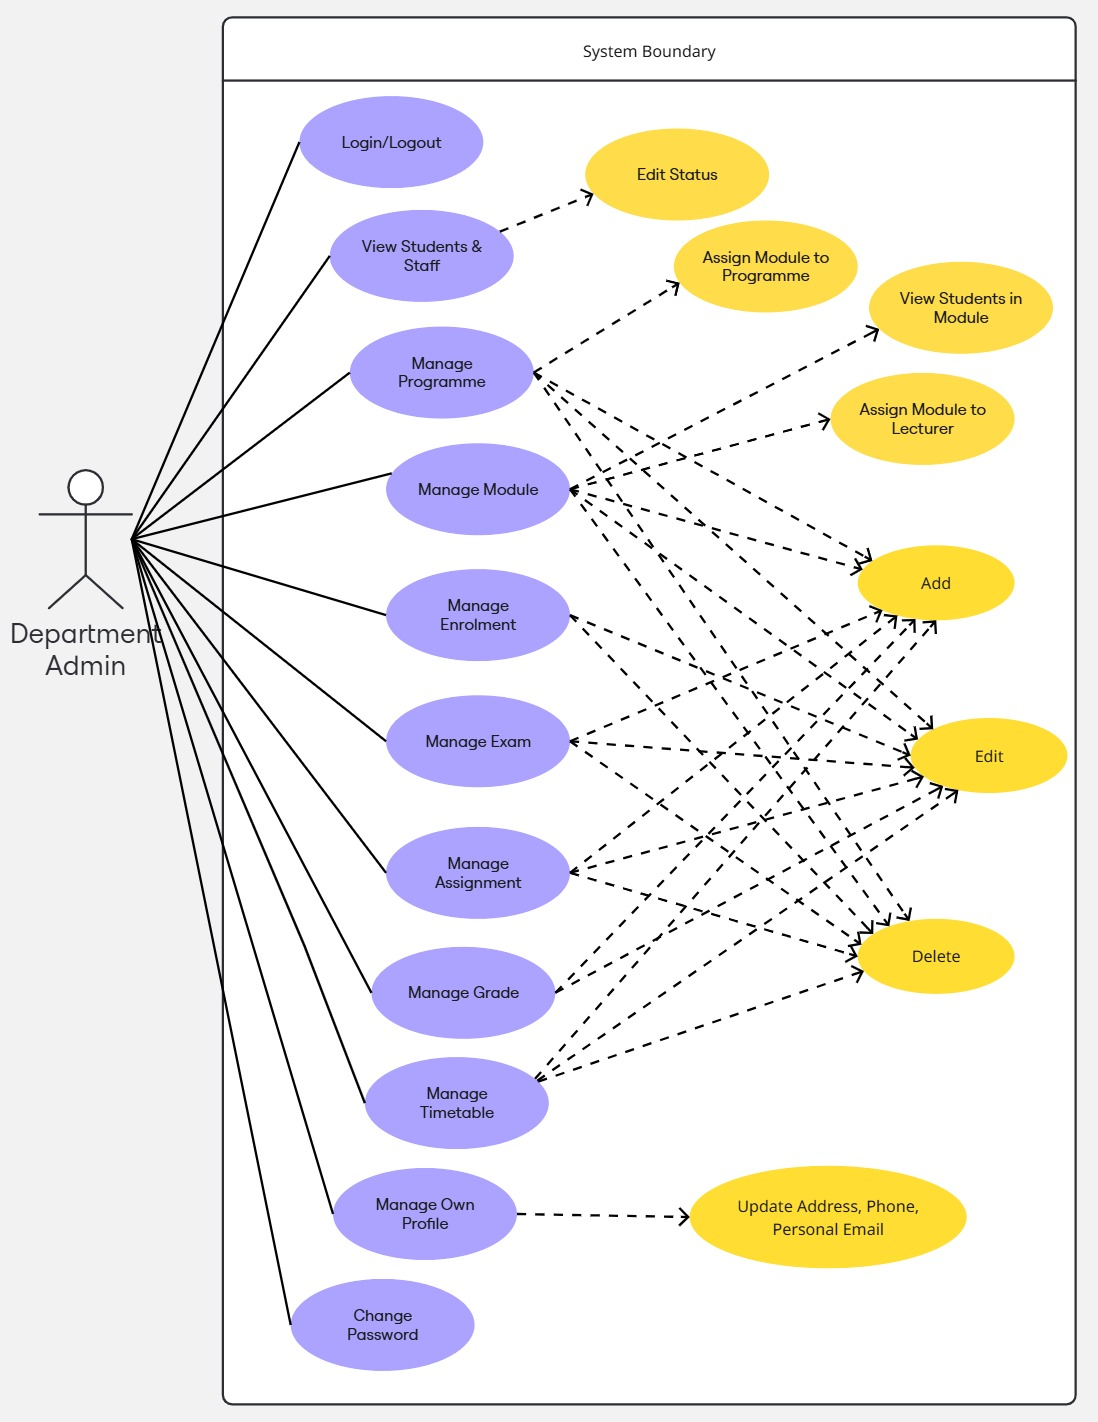 System Boundary
Login/Logout
Edit Status
View Students &
Staff
Assign Module to
Programme
View Students in
Module
Manage
Programme
Assign Module to
Lecturer
Manage Module
Add
Manage
Enrolment
Department
Admin
Manage Exam
Edit
Manage
Assignment
Delete
Manage Grade
Manage
Timetable
Manage Own
Profile
Update Address, Phone,
Personal Email
Change
Password